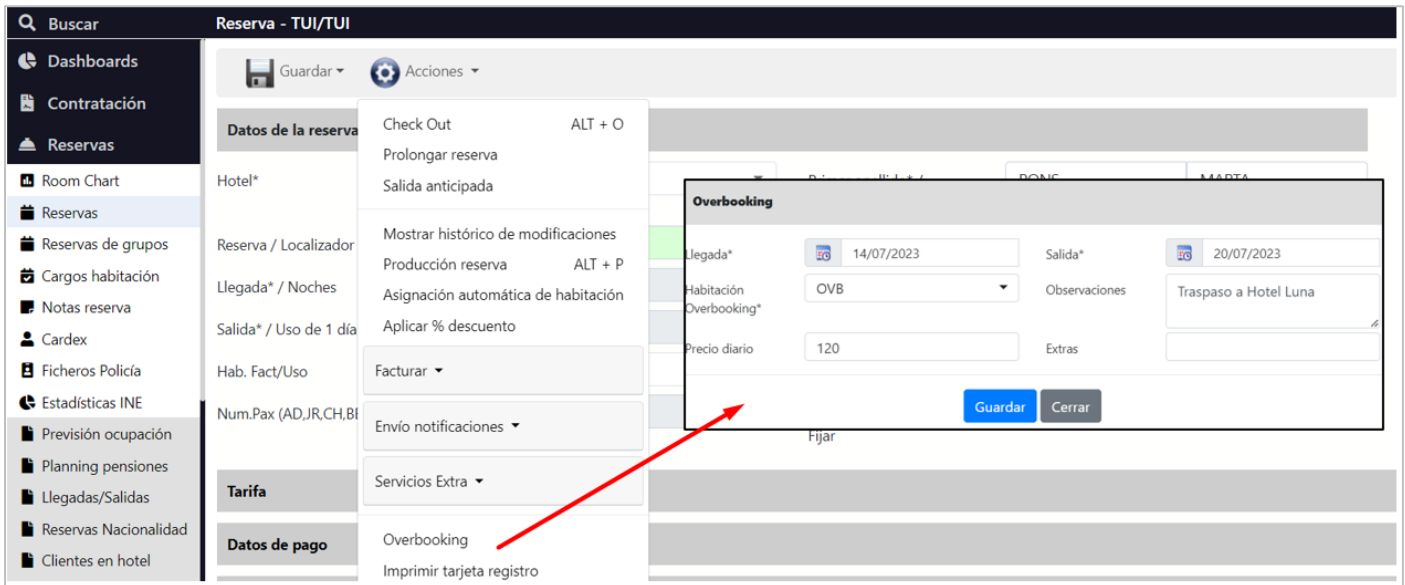 Buscar
Reserva - TUI/TUI
Dashboards
Contratación
Reservas
Room Chart
Reservas
Reservas de grupos
Cargos habitación
Notas reserva
Cardex
Ficheros Policía
Estadísticas INE
Previsión ocupación
Planning pensiones
Llegadas/Salidas
Reservas Nacionalidad
Clientes en hotel
Guardar
Acciones
Datos de la reserva
Hotel*
Reserva / Localizador
Llegada* / Noches
Salida* / Uso de 1 día
Hab. Fact/Uso
Num.Pax (AD,JR,CH,BE
Tarifa
Datos de pago
Check Out ALT + O
Prolongar reserva
Salida anticipada
Mostrar histórico de modificaciones
Producción reserva ALT + P
Asignación automática de habitación
Aplicar % descuento
Facturar
Envío notificaciones
Servicios Extra
Overbooking
Imprimir tarjeta registro
PONS MARTA
Overbooking
Llegada* 14/07/2023 Salida* 20/07/2023
Habitación
Overbooking* OVB Observaciones Traspaso a Hotel Luna
Precio diario 120 Extras
Guardar Cerrar
Fijar